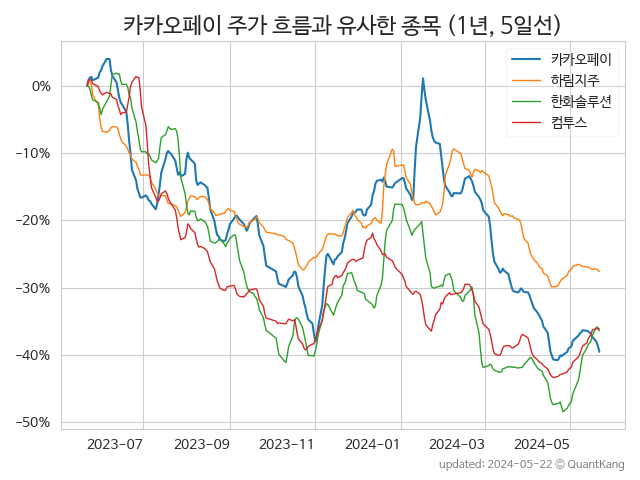 카카오페이 주가 흐름과 유사한 종목 (1년, 5일선)
카카오페이
하림지주
한화솔루션
컴투스
0%
−10%
−20%
−30%
−40%
−50%
2023-07
2023-09
2023-11
2024-01
2024-03
2024-05
updated: 2024-05-22 © QuantKang